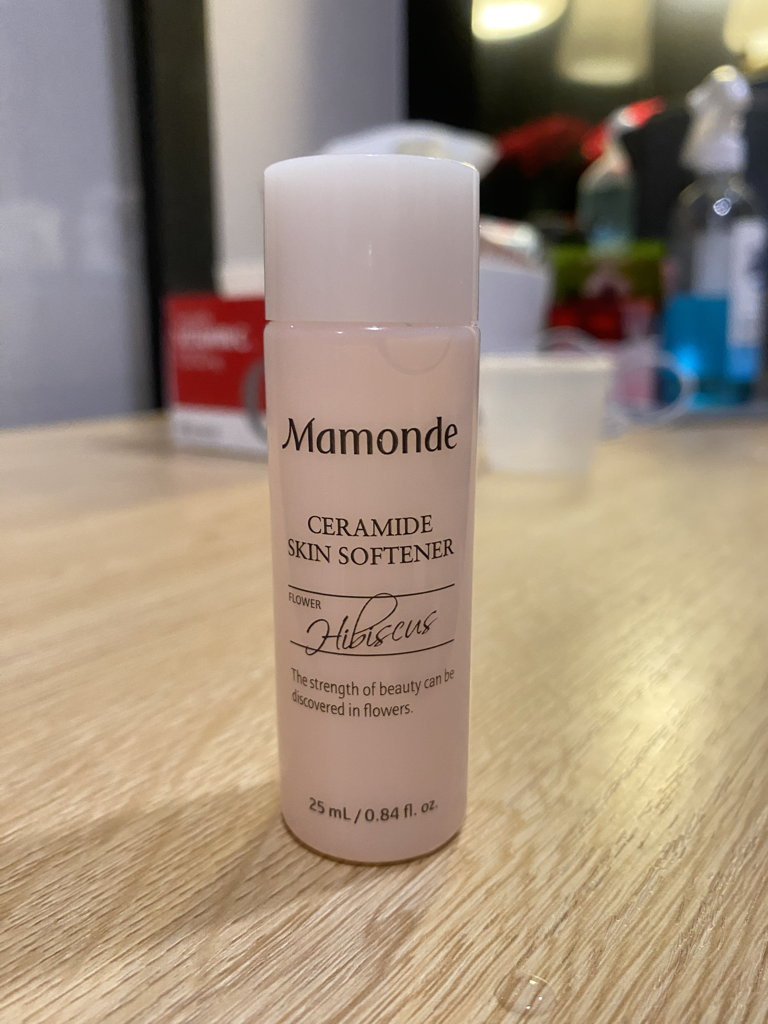 Mamonde
CERAMIDE
SKIN SOFTENER
FLOWER
Hibiscus
The strength of beauty can be
discovered in flowers.
25 mL / 0.84 fl. oz.